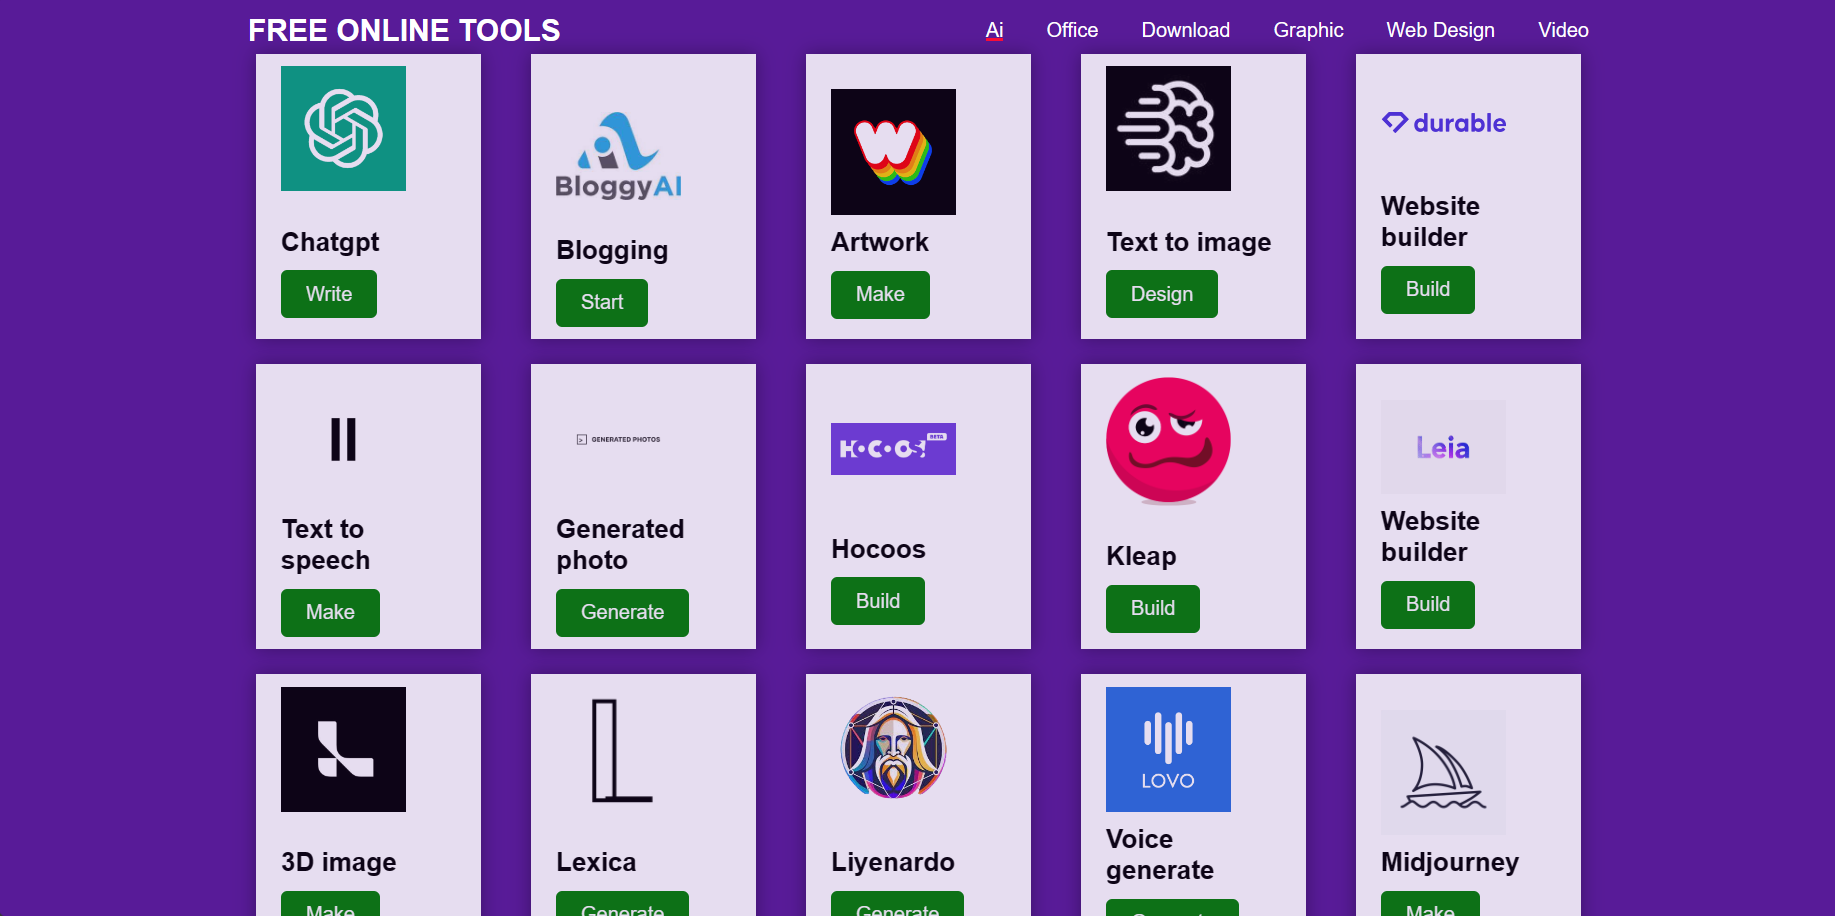 FREE ONLINE TOOLS
Ai Office Download Graphic Web Design Video
BloggyAI
durable
Chatgpt
Write
Blogging
Start
Artwork
Make
Text to image
Design
Website
builder
Build
GENERATED PHOTOS
HOCOOS
BETA
Leia
Text to
speech
Make
Generated
photo
Generate
Hocoos
Build
Kleap
Build
Website
builder
Build
LOVO
3D image
Make
Lexica
Generate
Liyenardo
Generate
Voice
generate
Midjourney
Make